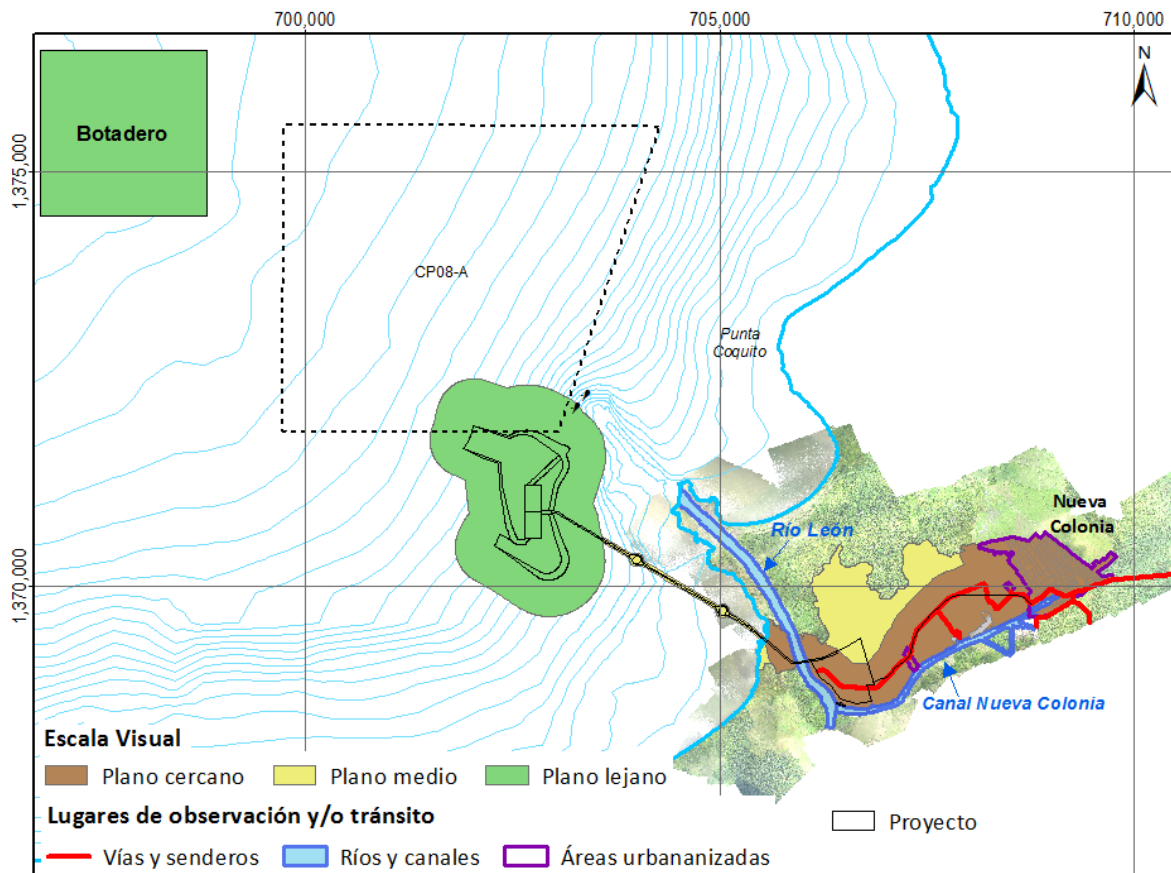 700,000
705,000
710,000
N
Botadero
1,375,000
CP08-A
Punta
Coquito
Nueva
Colonia
Río León
1,370,000
Canal Nueva Colonia
Escala Visual
Plano cercano
Plano medio
Plano lejano
Lugares de observación y/o tránsito
Proyecto
Vías y senderos
Ríos y canales
Áreas urbananizadas